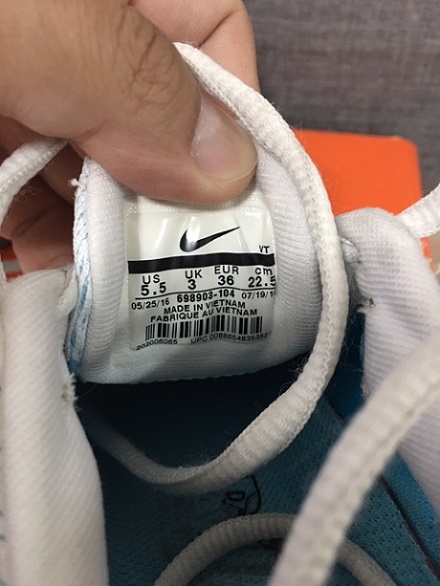 VT
US UK EUR cm
5.5 3 36 22.5
05/25/16 698903-104 07/19/16
MADE IN VIETNAM
FABRIQUE AU VIETNAM
UPC